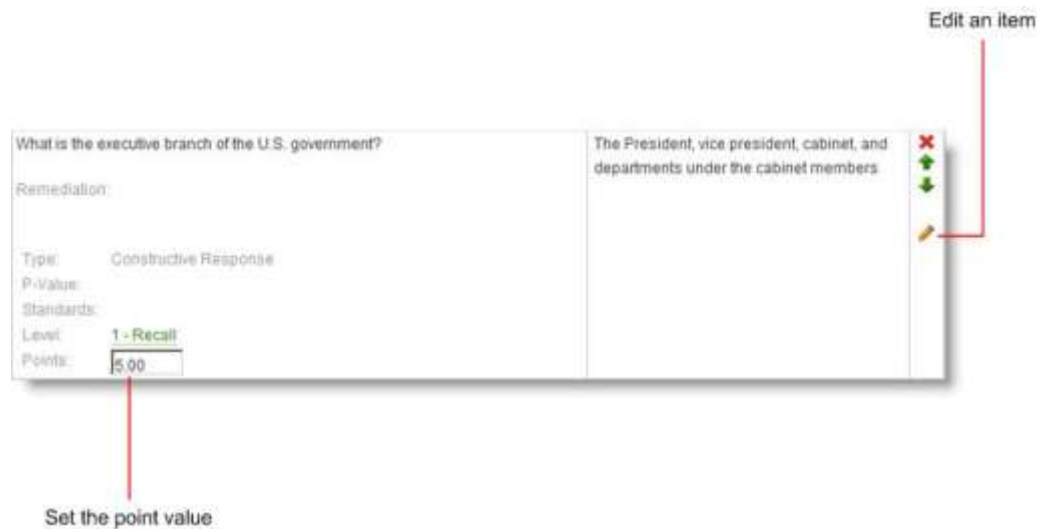 Edit an item
What is the executive branch of the U.S. government?
The President, vice president, cabinet, and
departments under the cabinet members
Remediation:
Type: Constructive Response
P-Value:
Standards:
Level: 1 - Recall
Points: 5.00
Set the point value